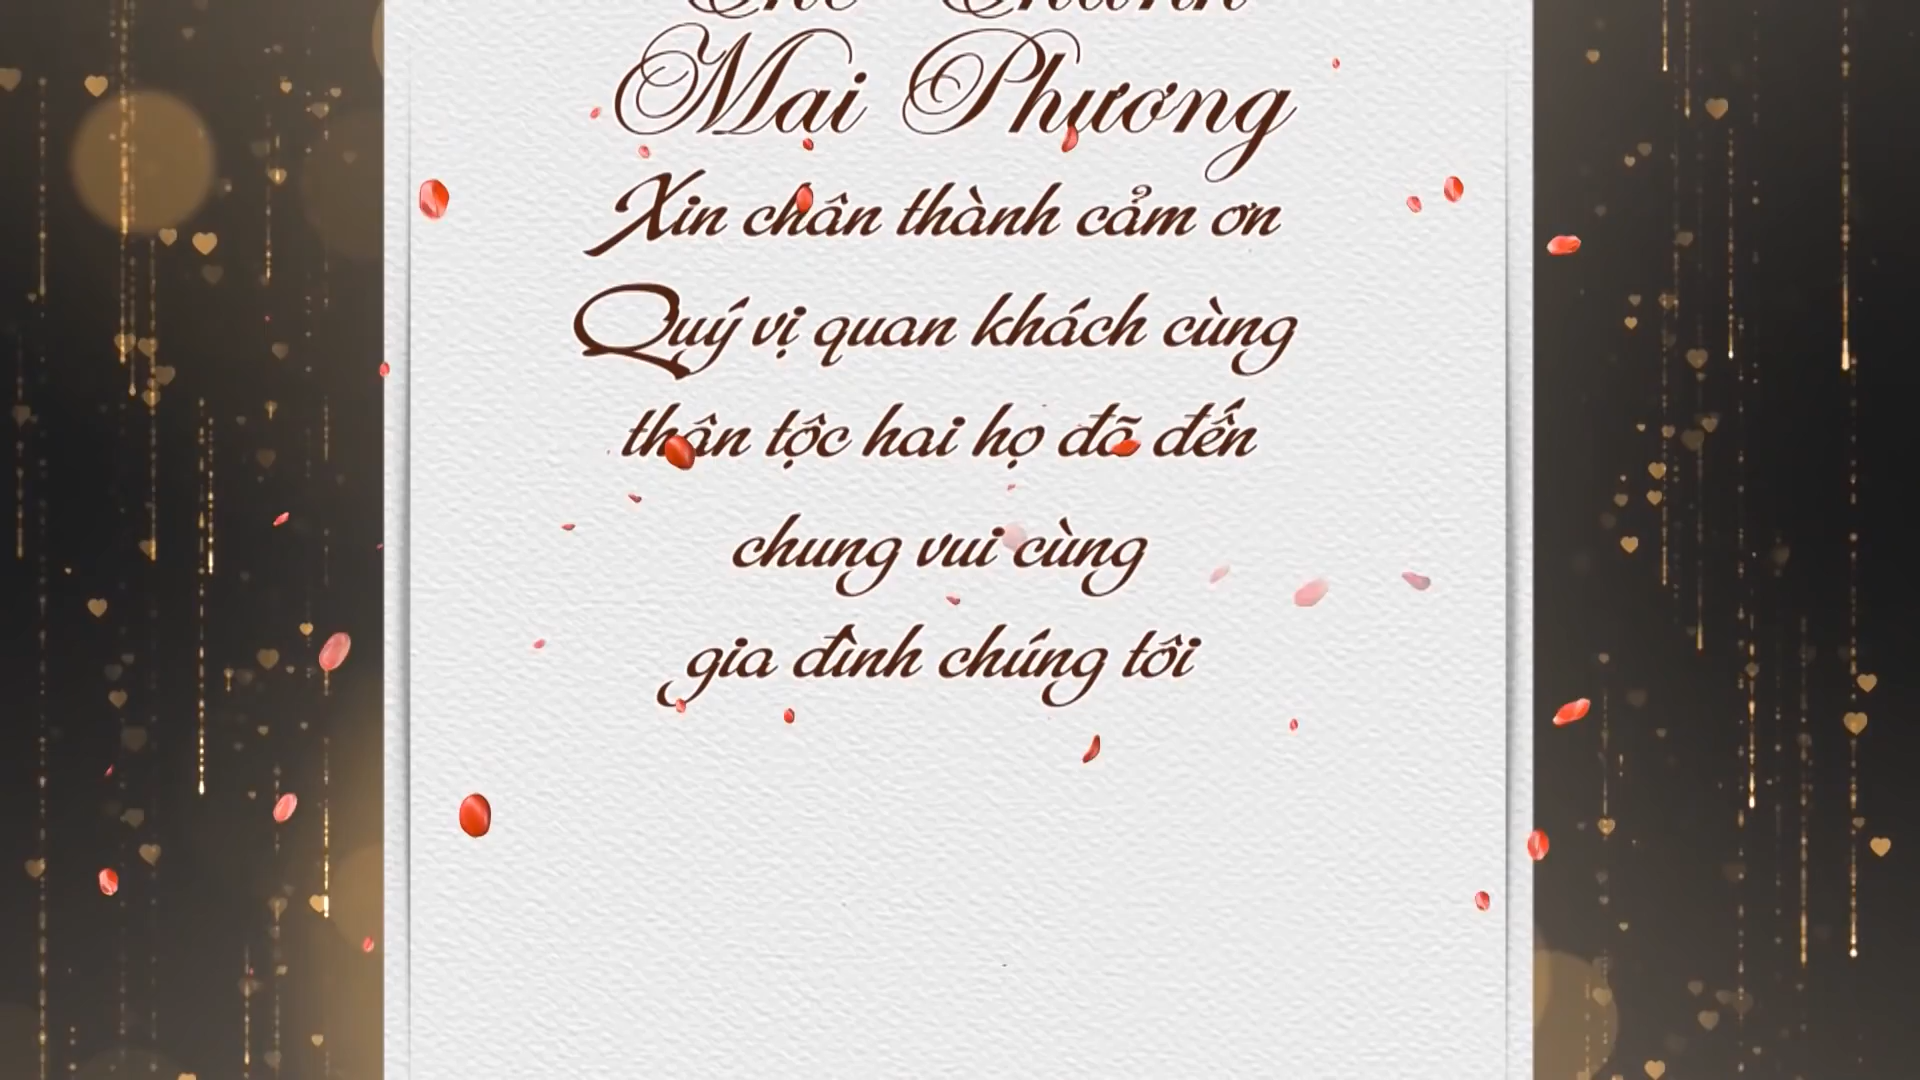 Mai Phương
Xin chân thành cảm ơn
Quý vị quan khách cùng
thân tộc hai họ đã đến
chung vui cùng
gia đình chúng tôi